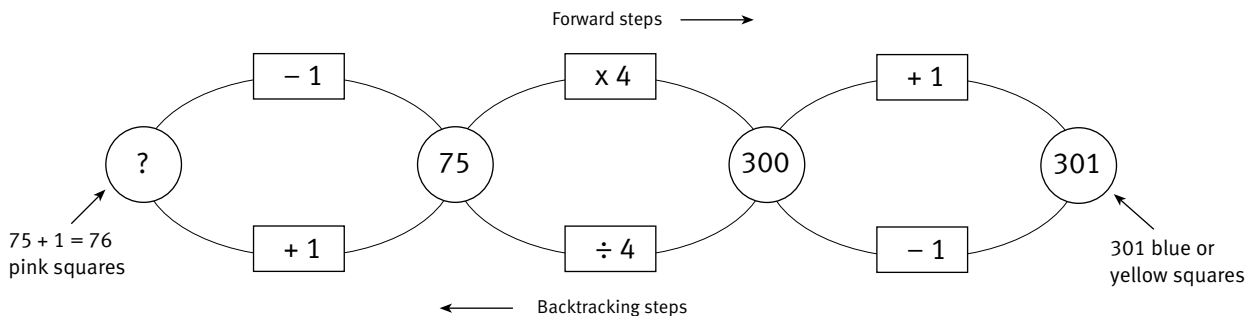 Forward steps
– 1
x 4
+ 1
?
75
300
301
75 + 1 = 76
pink squares
+ 1
÷ 4
– 1
301 blue or
yellow squares
Backtracking steps